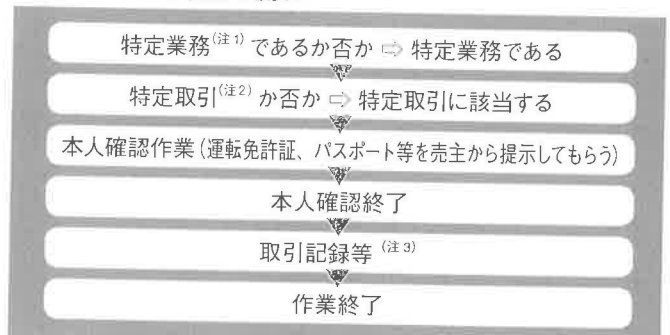 特定業務(注1)であるか否か ⇨ 特定業務である
特定取引(注2)か否か ⇨ 特定取引に該当する
本人確認作業(運転免許証、パスポート等を売主から提示してもらう)
本人確認終了
取引記録等(注3)
作業終了